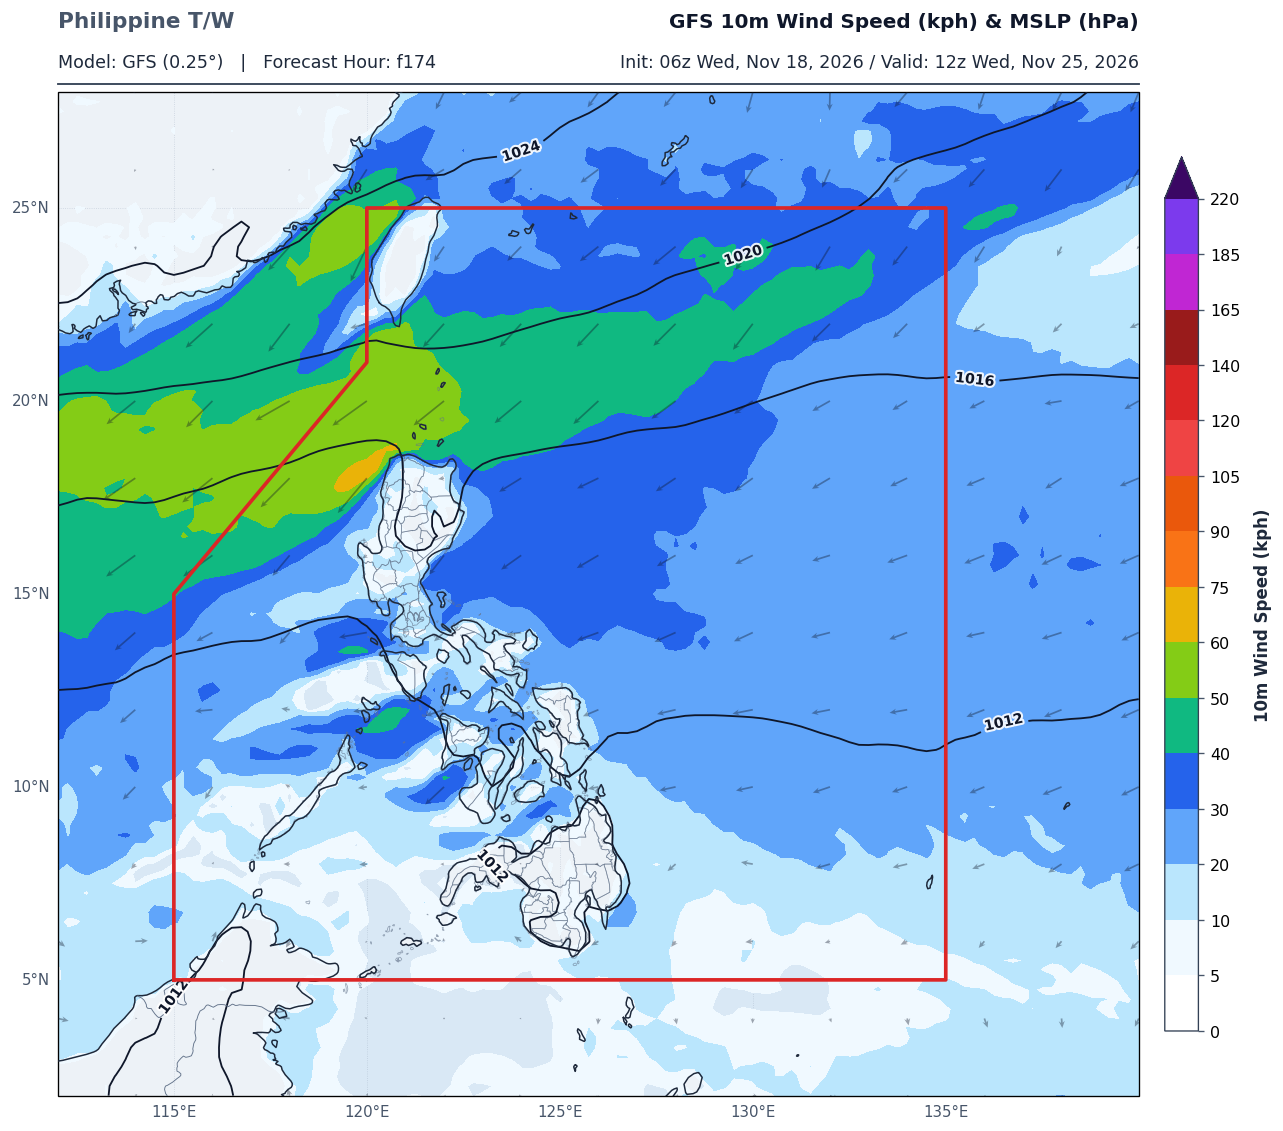 Philippine T/W
GFS 10m Wind Speed (kph) & MSLP (hPa)
Model: GFS (0.25°)   |   Forecast Hour: f174
Init: 06z Wed, Nov 18, 2026 / Valid: 12z Wed, Nov 25, 2026
1024
1020
1016
1012
1012
1012
25°N
20°N
15°N
10°N
5°N
115°E
120°E
125°E
130°E
135°E
220
185
165
140
120
105
90
75
60
50
40
30
20
10
5
0
10m Wind Speed (kph)